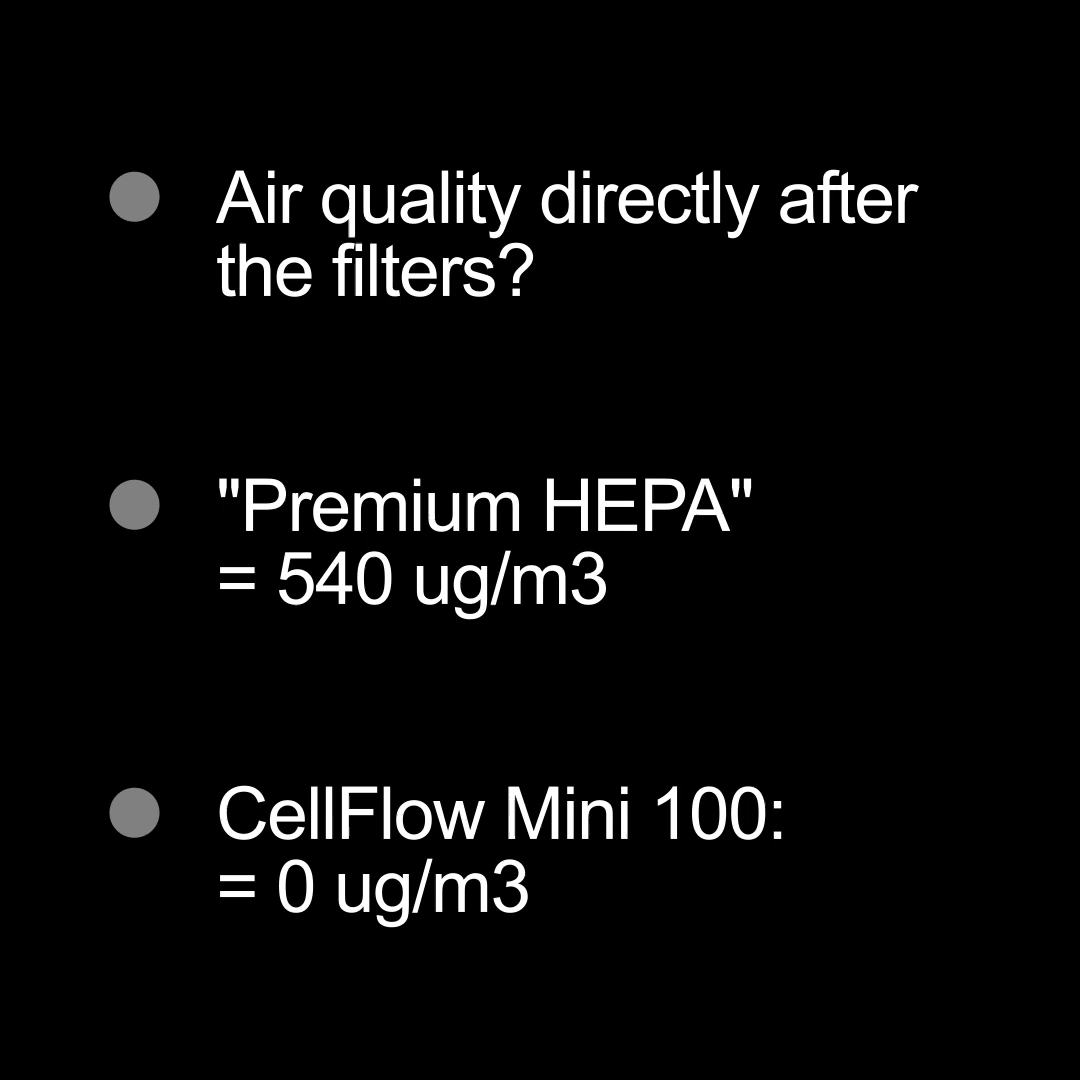 Air quality directly after
the filters?
"Premium HEPA"
= 540 ug/m3
CellFlow Mini 100:
= 0 ug/m3